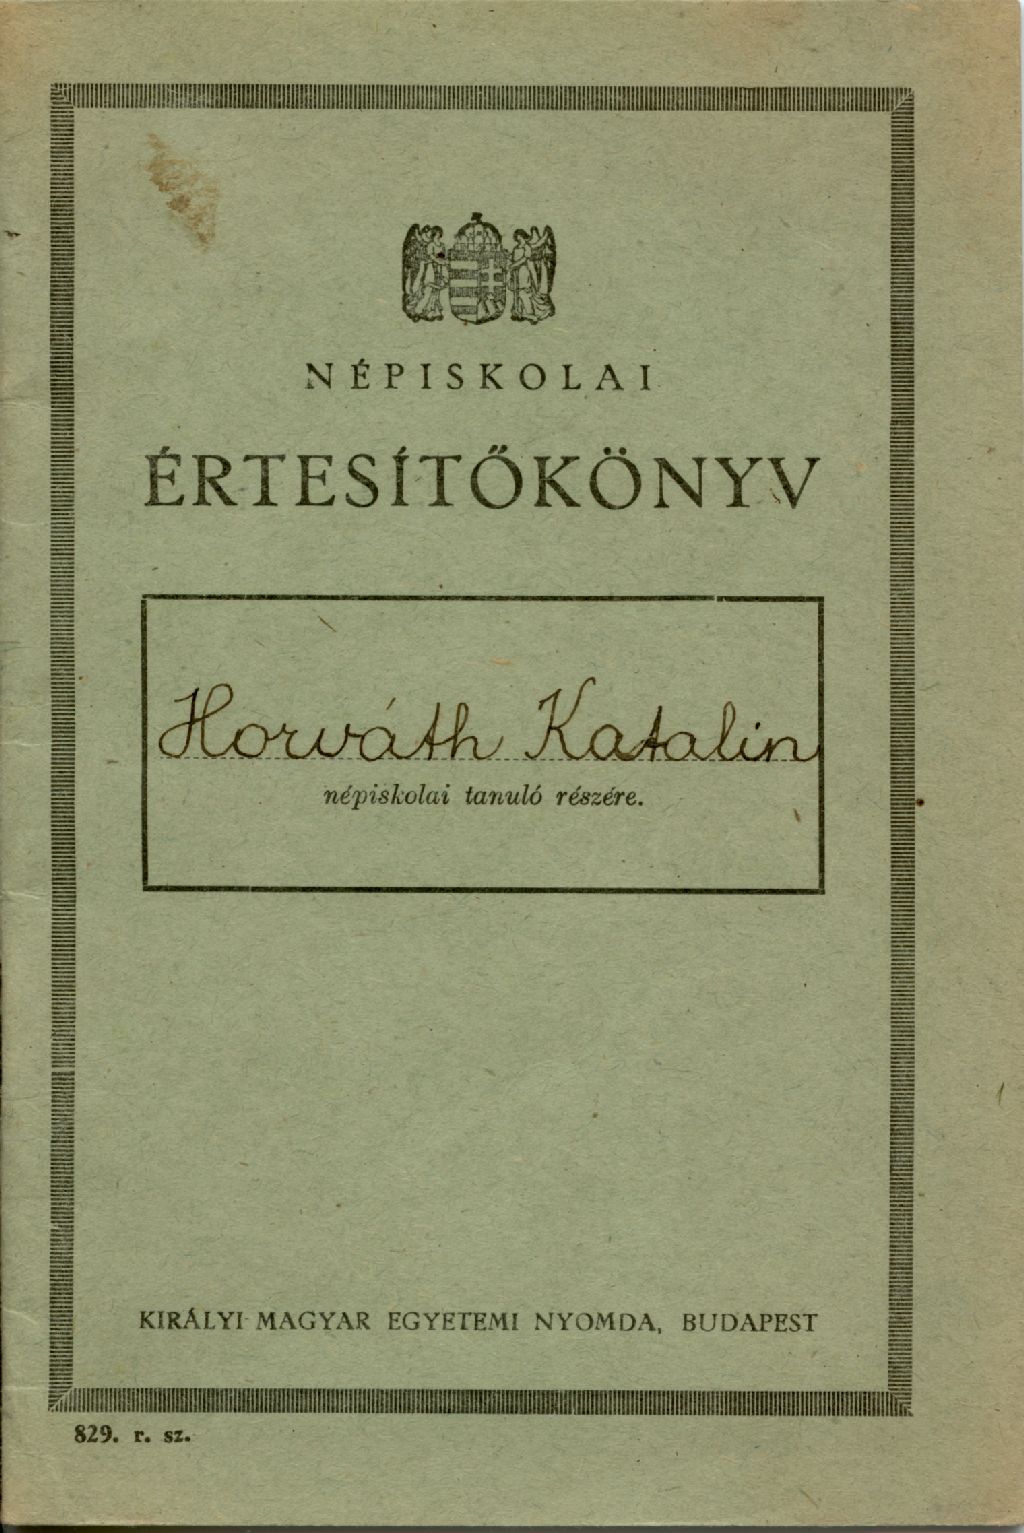 NÉPISKOLAI
ÉRTESÍTŐKÖNYV
Horváth Katalin
népiskolai tanuló részére.
KIRÁLYI MAGYAR EGYETEMI NYOMDA, BUDAPEST
829. r. sz.